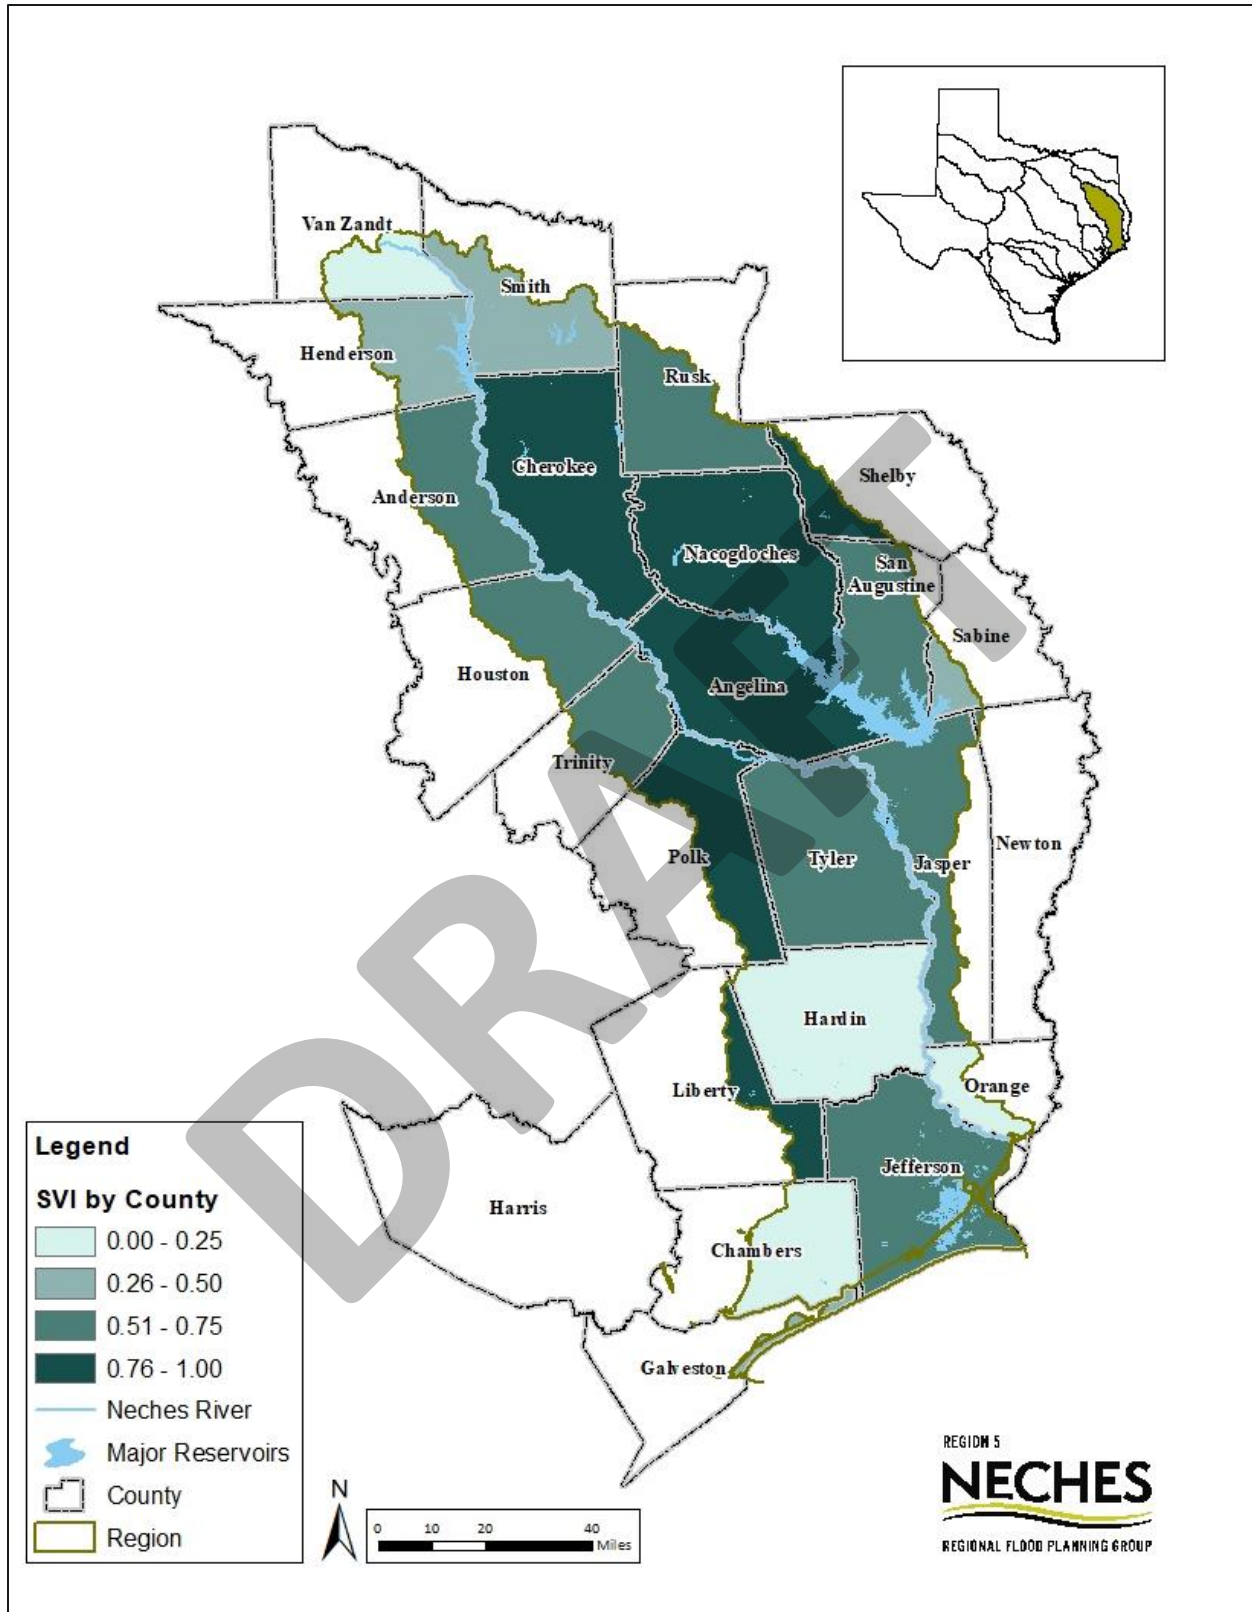 Van Zandt
Smith
Henderson
Rusk
Cherokee
Shelby
Anderson
Nacogdoches
San
Augustine
Sabine
Houston
Angelina
Trinity
Polk
Tyler
Jasper
Newton
Hardin
Orange
Liberty
Jefferson
Harris
Chambers
Galveston
DRAFT
Legend
SVI by County
0.00 - 0.25
0.26 - 0.50
0.51 - 0.75
0.76 - 1.00
Neches River
Major Reservoirs
County
Region
N
0 10 20 40
Miles
REGION 5
NECHES
REGIONAL FLOOD PLANNING GROUP